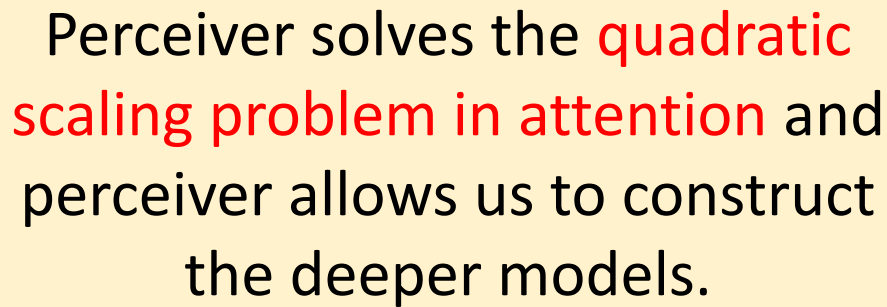 Perceiver solves the quadratic
scaling problem in attention and
perceiver allows us to construct
the deeper models.